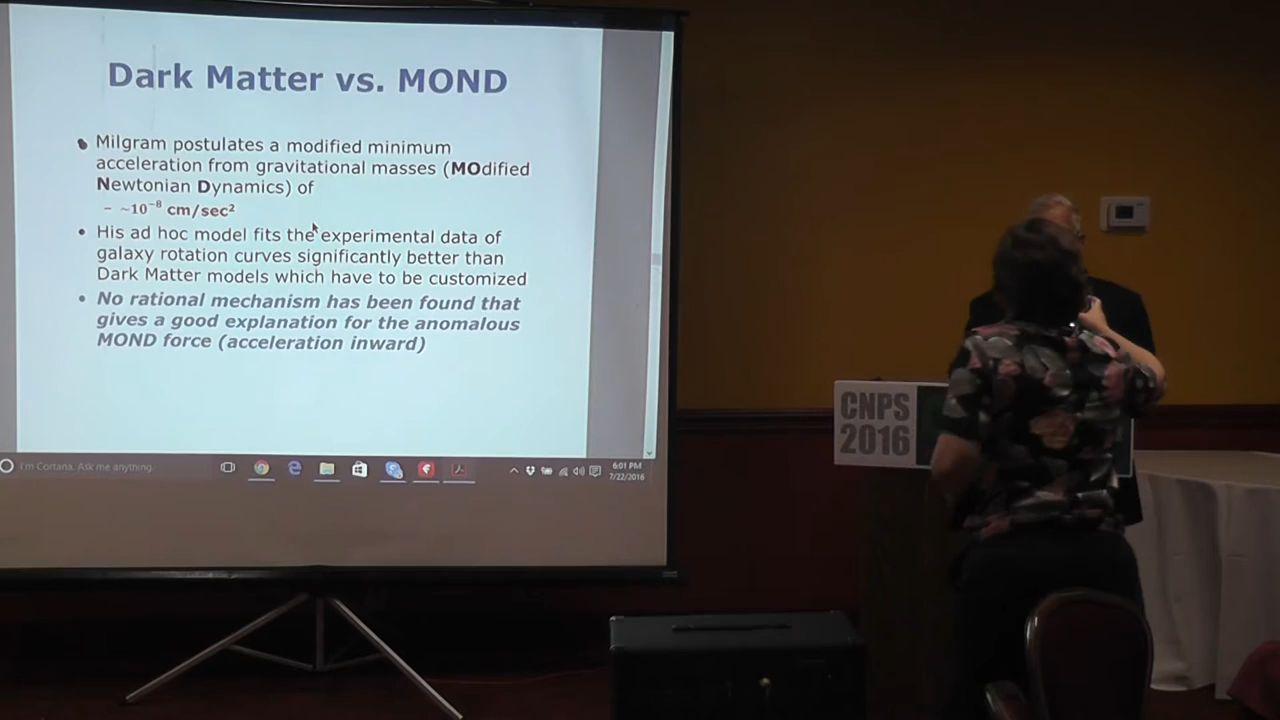 Dark Matter vs. MOND
• Milgram postulates a modified minimum
acceleration from gravitational masses (MOdified
Newtonian Dynamics) of
– ~10⁻⁸ cm/sec²
• His ad hoc model fits the experimental data of
galaxy rotation curves significantly better than
Dark Matter models which have to be customized
• No rational mechanism has been found that
gives a good explanation for the anomalous
MOND force (acceleration inward)
I'm Cortana. Ask me anything.
6:01 PM
7/22/2016
CNPS
2016